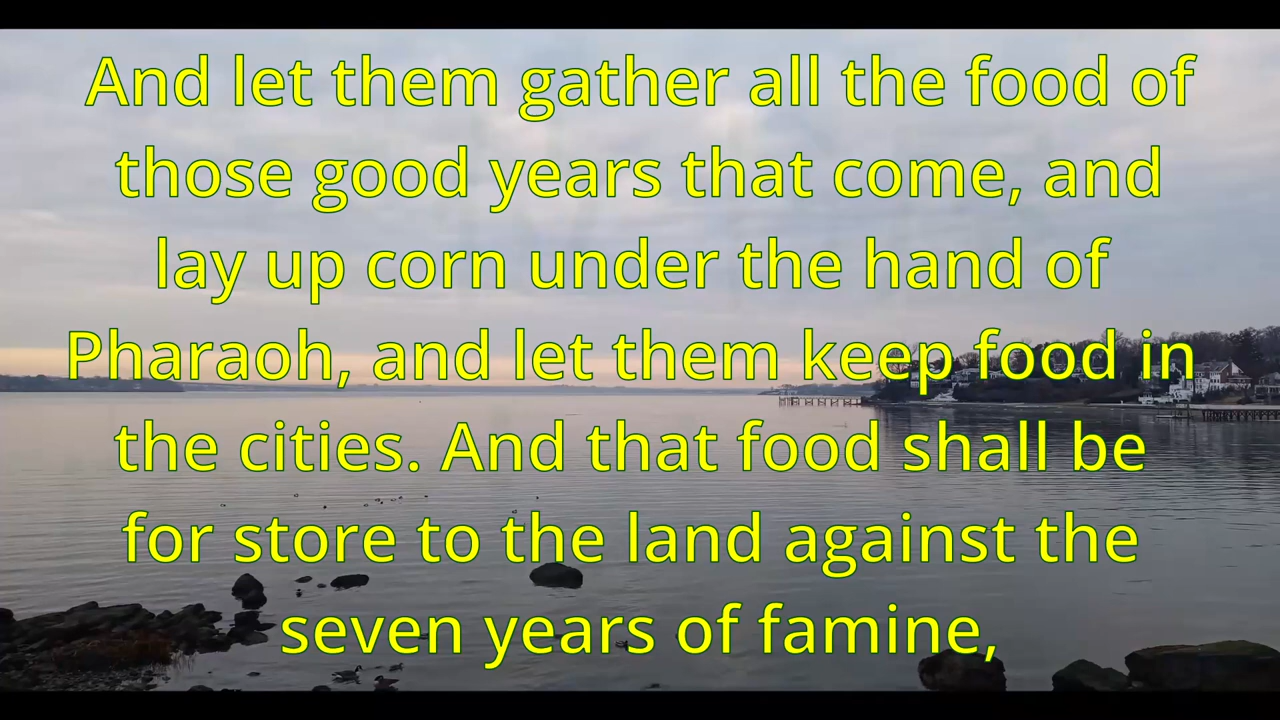 And let them gather all the food of
those good years that come, and
lay up corn under the hand of
Pharaoh, and let them keep food in
the cities. And that food shall be
for store to the land against the
seven years of famine,